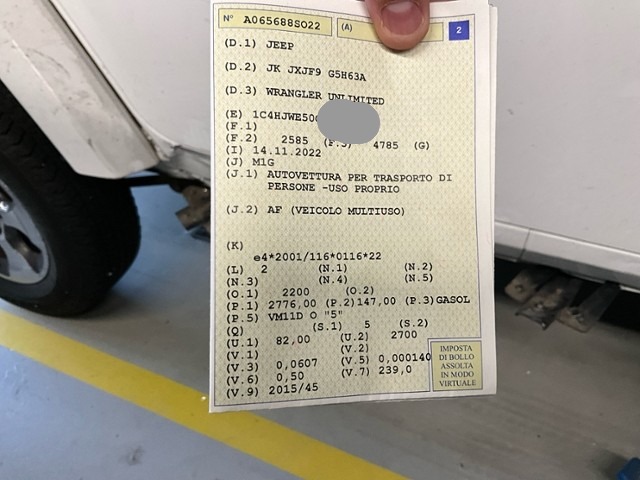 N° A065688SO22 (A) 2
(D.1) JEEP
(D.2) JK JXJF9 G5H63A
(D.3) WRANGLER UNLIMITED
(E) 1C4HJWE50
(F.1)
(F.2) 2585 (F.3) 4785 (G)
(I) 14.11.2022
(J) M1G
(J.1) AUTOVETTURA PER TRASPORTO DI
PERSONE -USO PROPRIO
(J.2) AF (VEICOLO MULTIUSO)
(K)
e4*2001/116*0116*22
(L) 2 (N.1) (N.2)
(N.3) (N.4) (N.5)
(O.1) 2200 (O.2)
(P.1) 2776,00 (P.2)147,00 (P.3)GASOL
(P.5) VM11D O "5"
(Q) (S.1) 5 (S.2)
(U.1) 82,00 (U.2) 2700
(V.1) (V.2)
(V.3) 0,0607 (V.5) 0,000140
(V.6) 0,50 (V.7) 239,0
(V.9) 2015/45
IMPOSTA
DI BOLLO
ASSOLTA
IN MODO
VIRTUALE